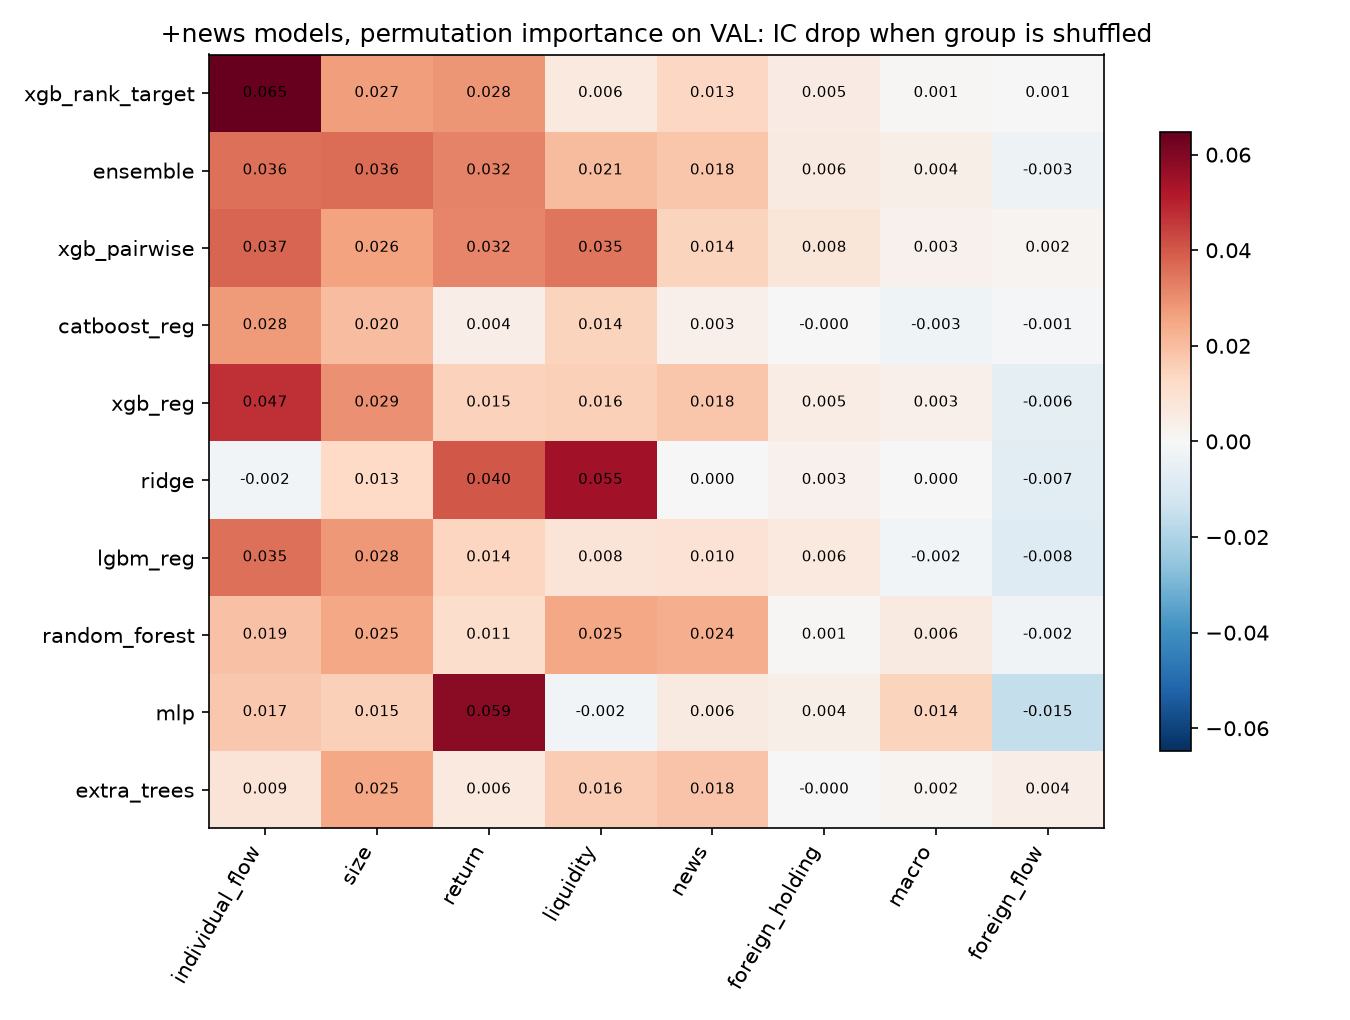 +news models, permutation importance on VAL: IC drop when group is shuffled
xgb_rank_target 0.065 0.027 0.028 0.006 0.013 0.005 0.001 0.001
ensemble 0.036 0.036 0.032 0.021 0.018 0.006 0.004 -0.003
xgb_pairwise 0.037 0.026 0.032 0.035 0.014 0.008 0.003 0.002
catboost_reg 0.028 0.020 0.004 0.014 0.003 -0.000 -0.003 -0.001
xgb_reg 0.047 0.029 0.015 0.016 0.018 0.005 0.003 -0.006
ridge -0.002 0.013 0.040 0.055 0.000 0.003 0.000 -0.007
lgbm_reg 0.035 0.028 0.014 0.008 0.010 0.006 -0.002 -0.008
random_forest 0.019 0.025 0.011 0.025 0.024 0.001 0.006 -0.002
mlp 0.017 0.015 0.059 -0.002 0.006 0.004 0.014 -0.015
extra_trees 0.009 0.025 0.006 0.016 0.018 -0.000 0.002 0.004
individual_flow
size
return
liquidity
news
foreign_holding
macro
foreign_flow
0.06
0.04
0.02
0.00
−0.02
−0.04
−0.06